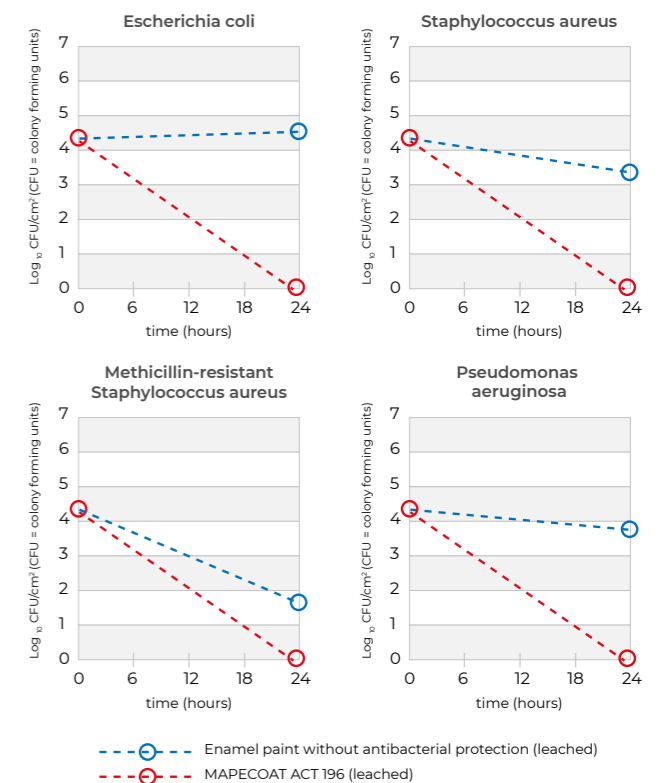 Escherichia coli
Log 10 CFU/cm² (CFU = colony forming units)
7
6
5
4
3
2
1
0
0 6 12 18 24
time (hours)
Staphylococcus aureus
Log 10 CFU/cm² (CFU = colony forming units)
7
6
5
4
3
2
1
0
0 6 12 18 24
time (hours)
Methicillin-resistant
Staphylococcus aureus
Log 10 CFU/cm² (CFU = colony forming units)
7
6
5
4
3
2
1
0
0 6 12 18 24
time (hours)
Pseudomonas
aeruginosa
Log 10 CFU/cm² (CFU = colony forming units)
7
6
5
4
3
2
1
0
0 6 12 18 24
time (hours)
Enamel paint without antibacterial protection (leached)
MAPECOAT ACT 196 (leached)